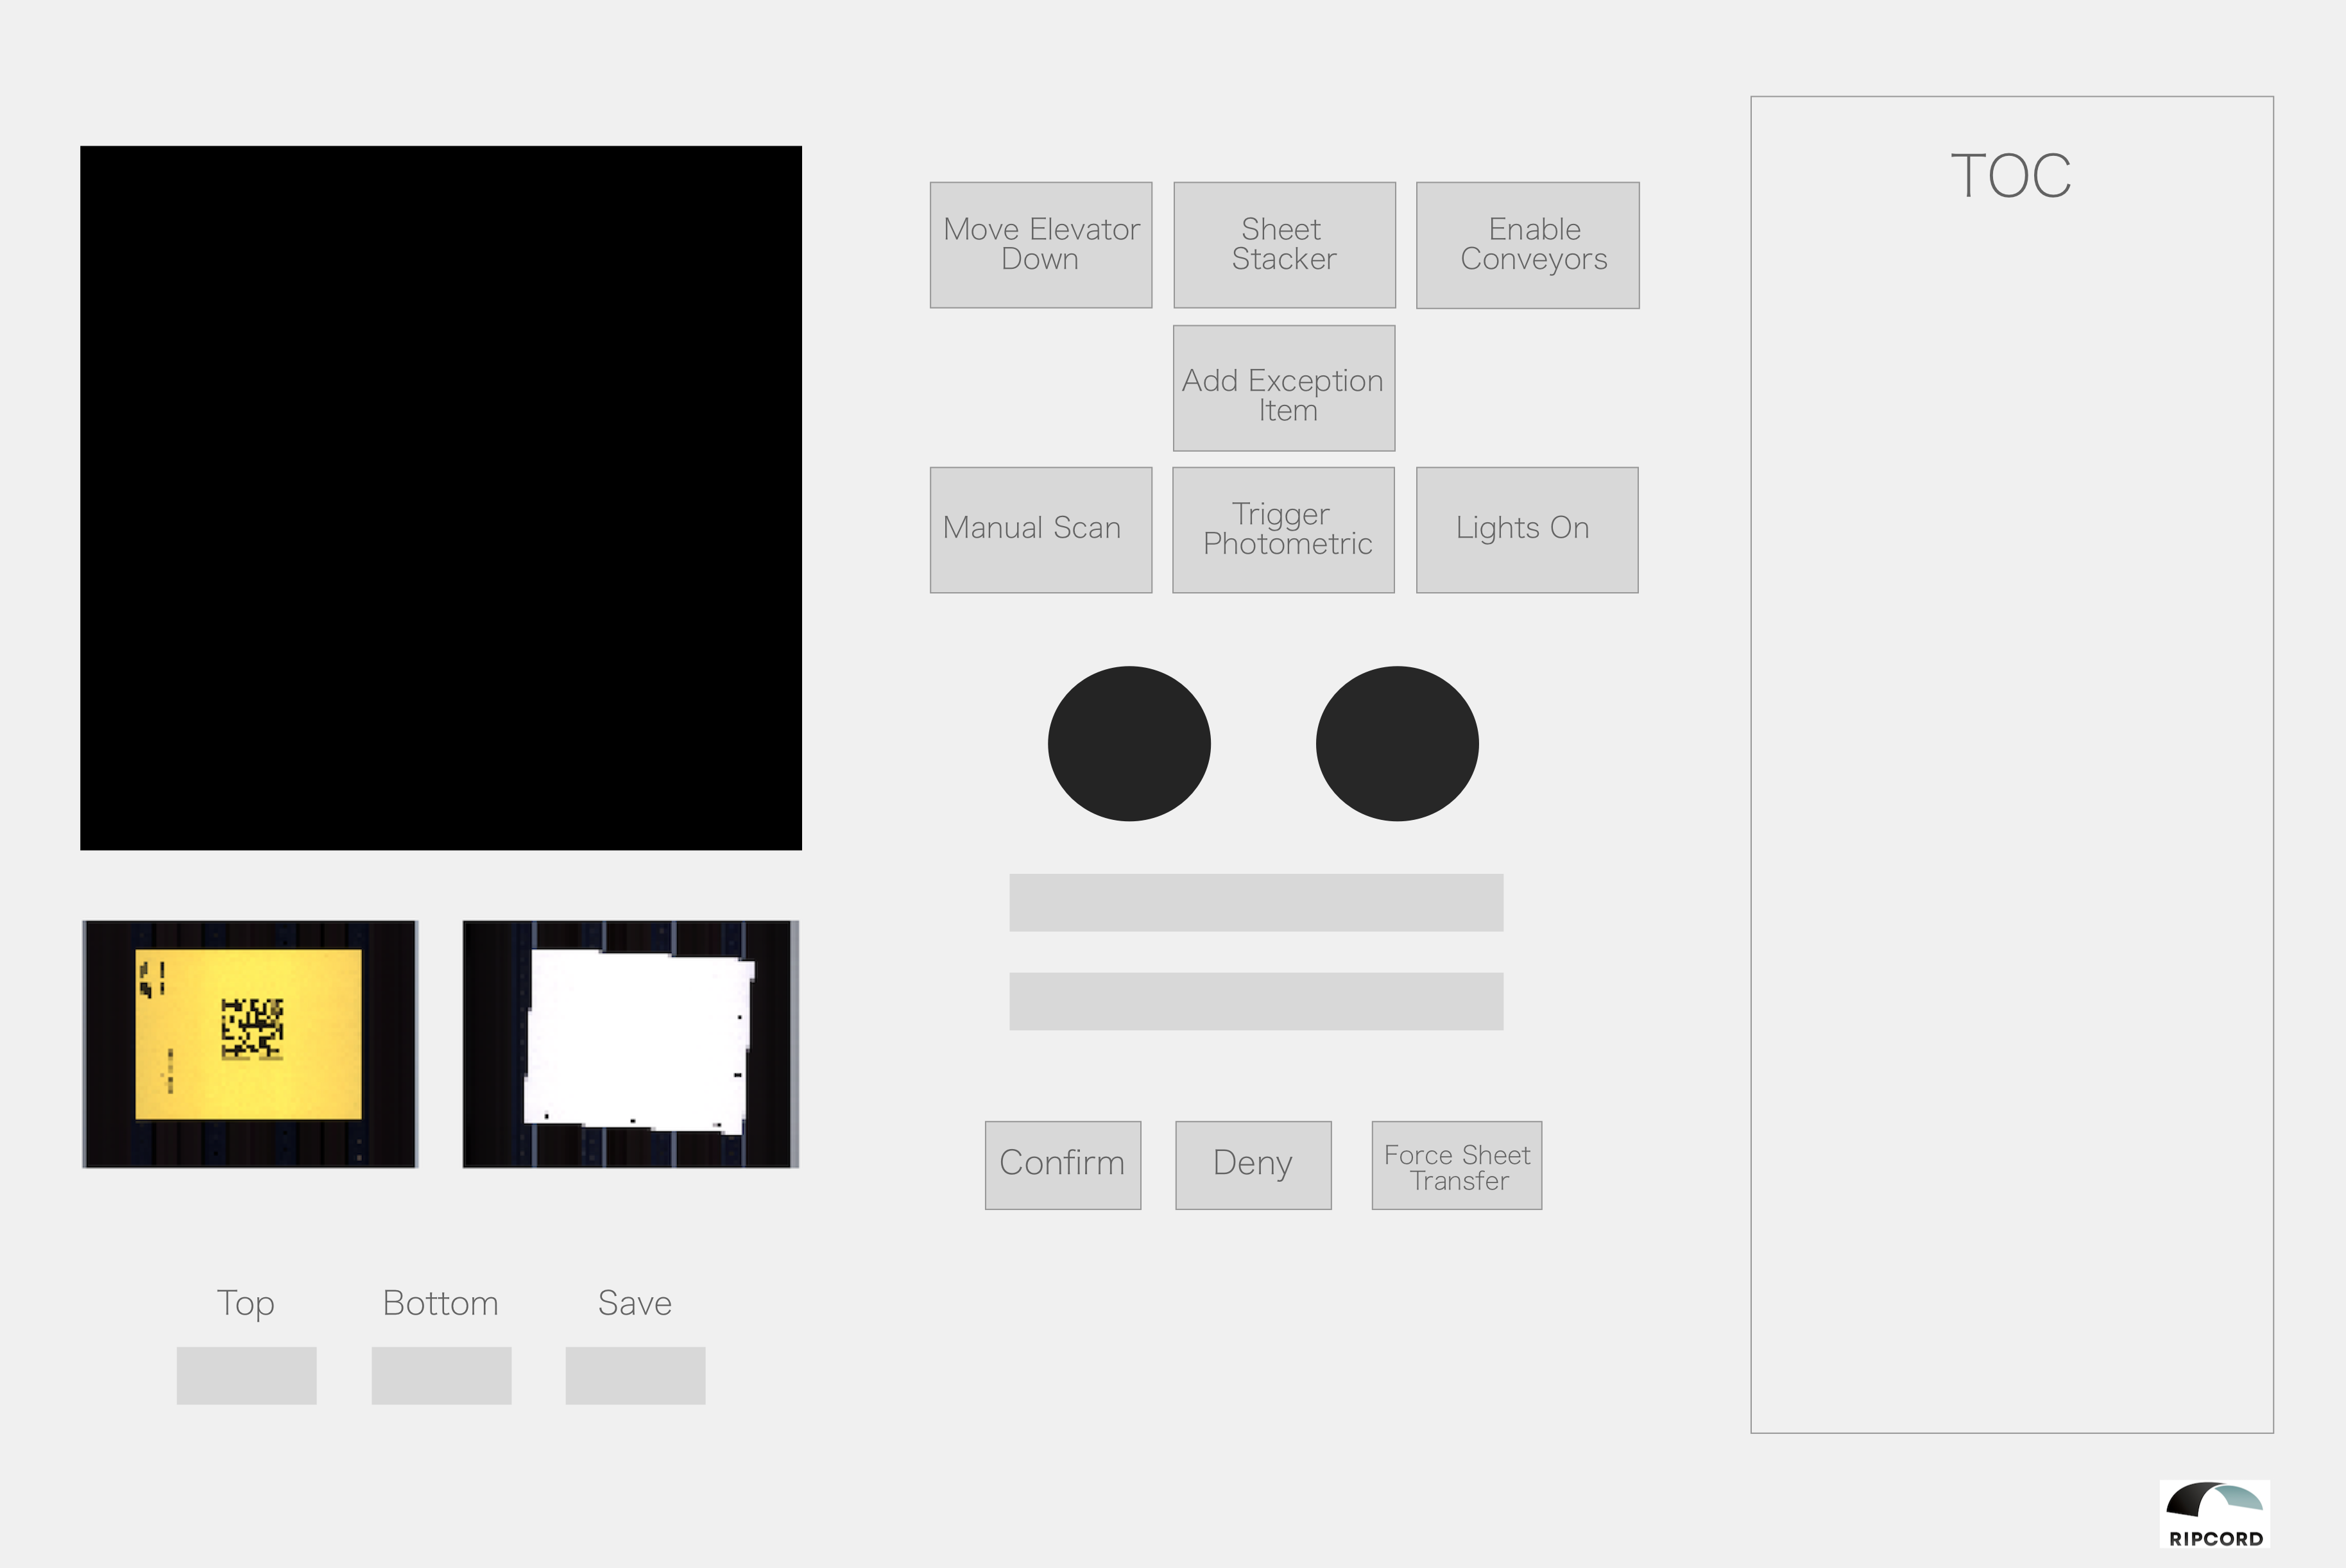 TOC
Move Elevator
Down
Sheet
Stacker
Enable
Conveyors
Add Exception
Item
Manual Scan
Trigger
Photometric
Lights On
Confirm
Deny
Force Sheet
Transfer
Top
Bottom
Save
RIPCORD